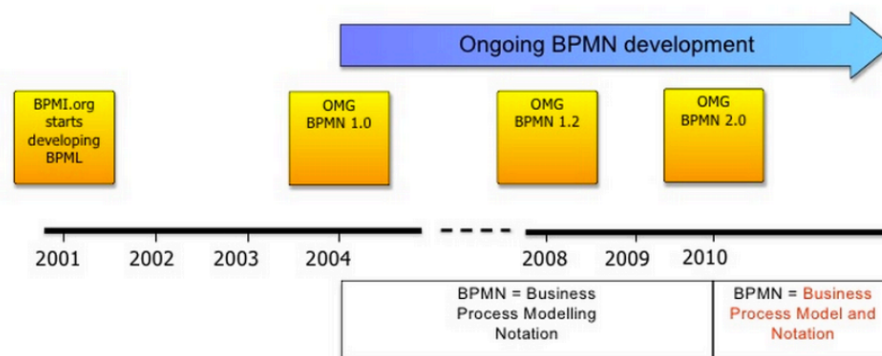 Ongoing BPMN development
BPMI.org
starts
developing
BPML
OMG
BPMN 1.0
OMG
BPMN 1.2
OMG
BPMN 2.0
2001
2002
2003
2004
2008
2009
2010
BPMN = Business
Process Modelling
Notation
BPMN = Business
Process Model and
Notation